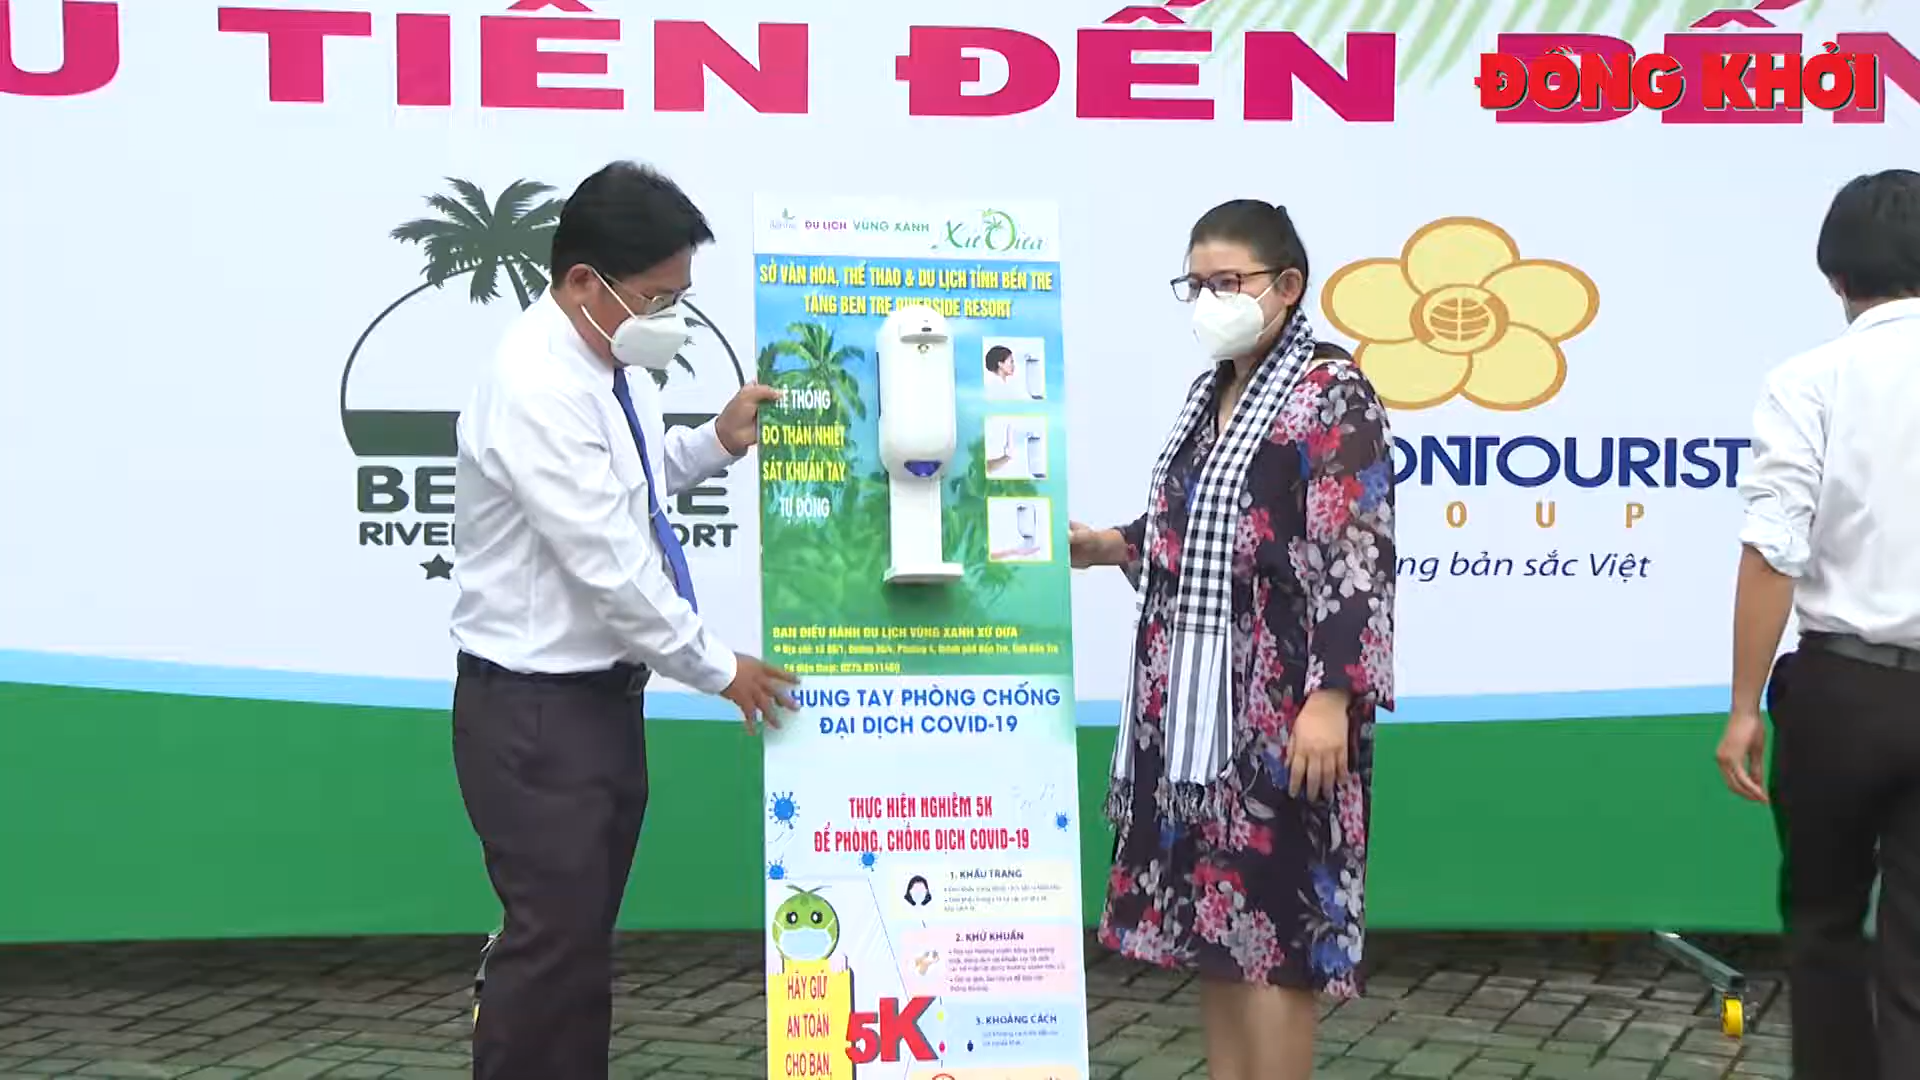 U TIÊN ĐẾN BẾN
ĐỒNG KHỞI
DU LỊCH VÙNG XANH Xứ Dừa
SỞ VĂN HÓA, THỂ THAO & DU LỊCH TỈNH BẾN TRE
TẶNG BEN TRE RIVERSIDE RESORT
HỆ THỐNG
ĐO THÂN NHIỆT
SÁT KHUẨN TAY
TỰ ĐỘNG
BE RE
RIVE ORT
ONTOURIST
O U P
ng bản sắc Việt
BAN ĐIỀU HÀNH DU LỊCH VÙNG XANH XỨ DỪA
HUNG TAY PHÒNG CHỐNG
ĐẠI DỊCH COVID-19
THỰC HIỆN NGHIÊM 5K
ĐỂ PHÒNG, CHỐNG DỊCH COVID-19
1. KHẨU TRANG
2. KHỬ KHUẨN
3. KHOẢNG CÁCH
HÃY GIỮ
AN TOÀN
CHO BẠN,
5K